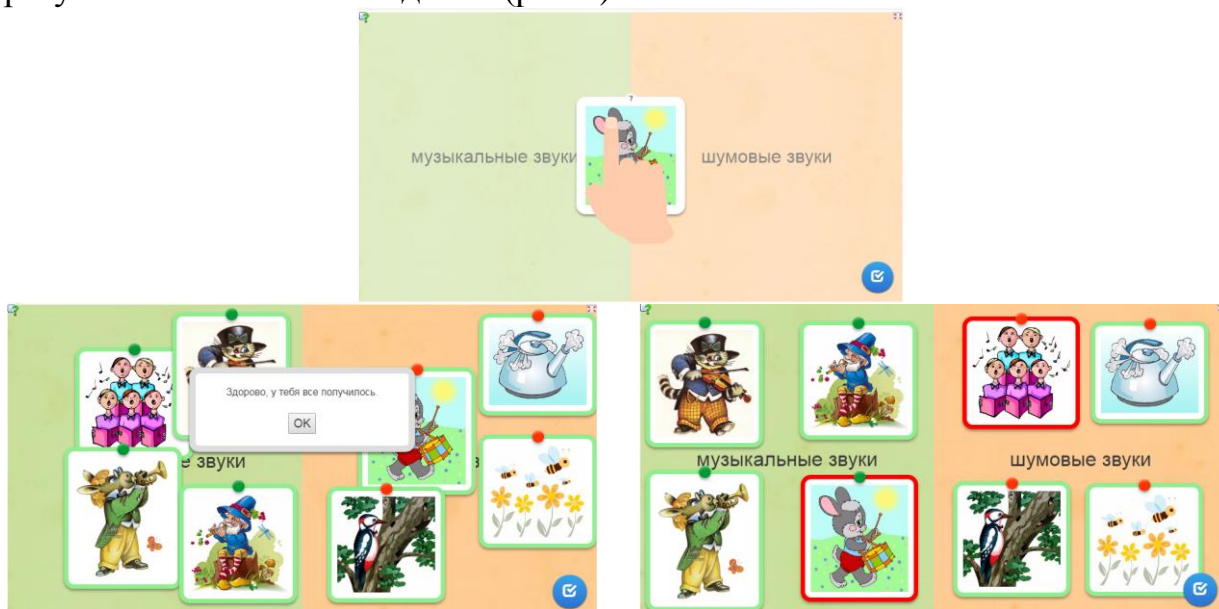 музыкальные звуки
шумовые звуки
Здорово, у тебя все получилось.
OK
е звуки
музыкальные звуки
шумовые звуки